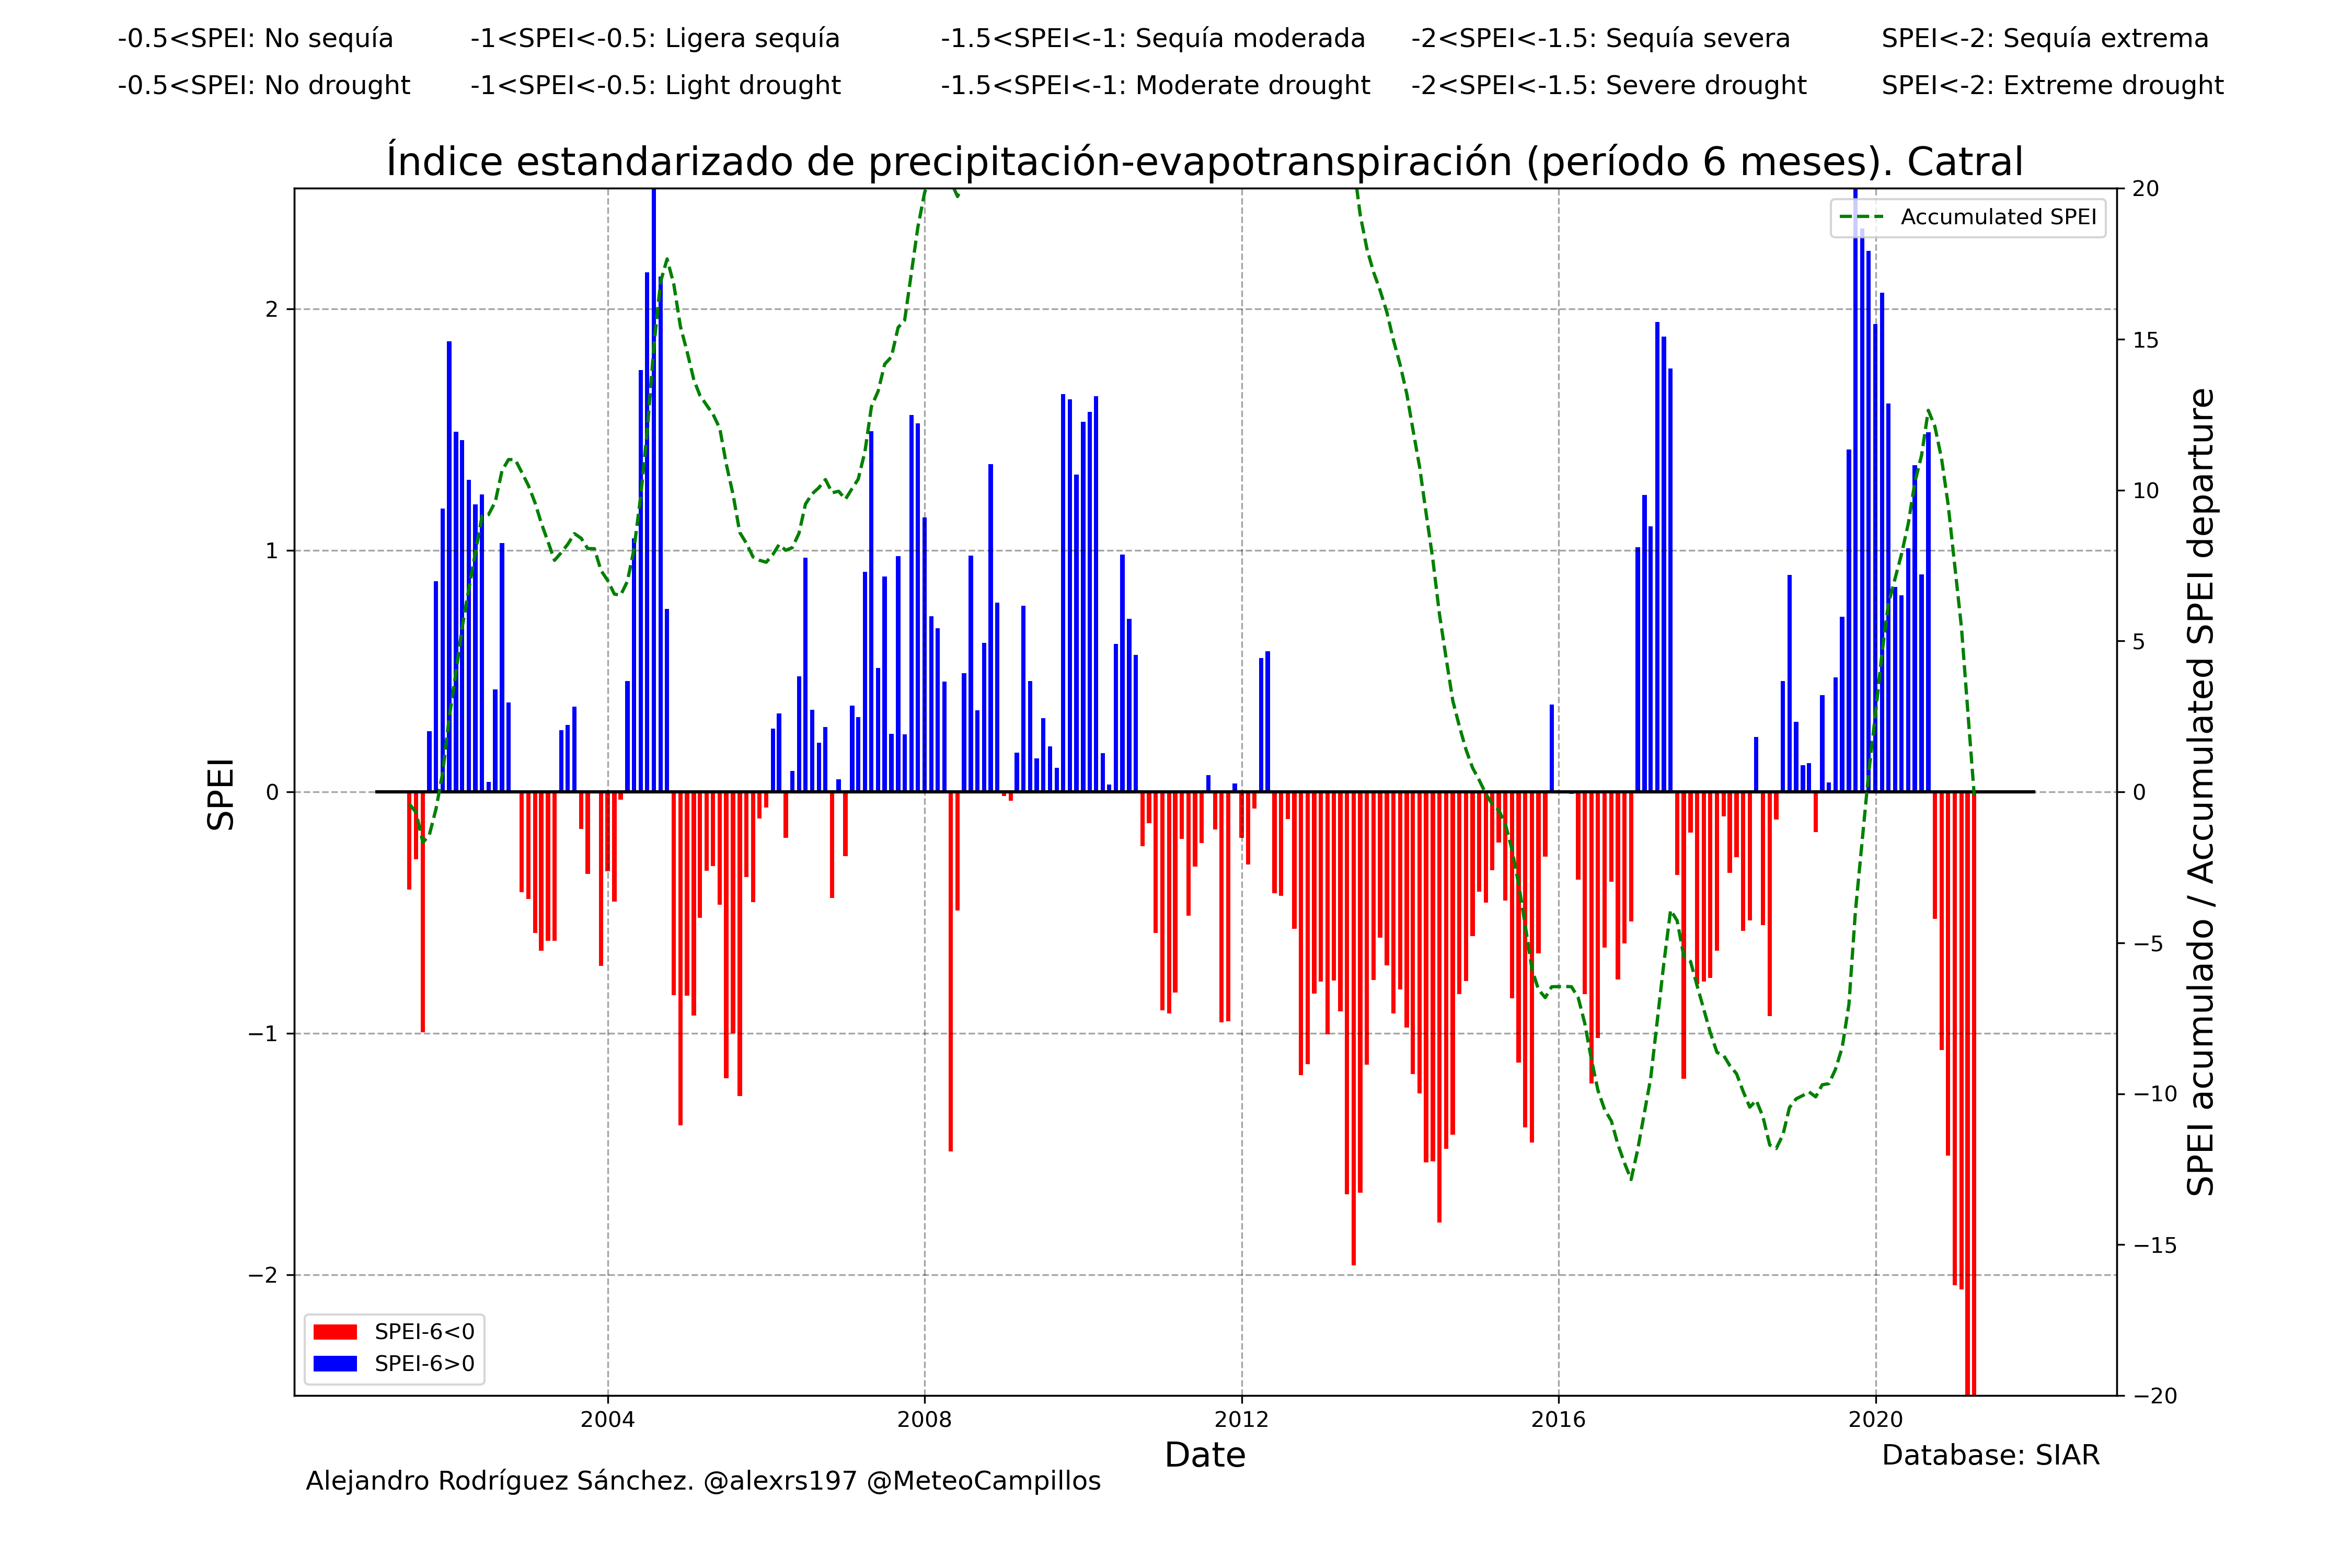 -0.5<SPEI: No sequía -1<SPEI<-0.5: Ligera sequía -1.5<SPEI<-1: Sequía moderada -2<SPEI<-1.5: Sequía severa SPEI<-2: Sequía extrema
-0.5<SPEI: No drought -1<SPEI<-0.5: Light drought -1.5<SPEI<-1: Moderate drought -2<SPEI<-1.5: Severe drought SPEI<-2: Extreme drought
Índice estandarizado de precipitación-evapotranspiración (período 6 meses). Catral
Accumulated SPEI
2
1
0
−1
−2
SPEI
20
15
10
5
0
−5
−10
−15
−20
SPEI acumulado / Accumulated SPEI departure
SPEI-6<0
SPEI-6>0
2004 2008 2012 2016 2020
Date
Database: SIAR
Alejandro Rodríguez Sánchez. @alexrs197 @MeteoCampillos